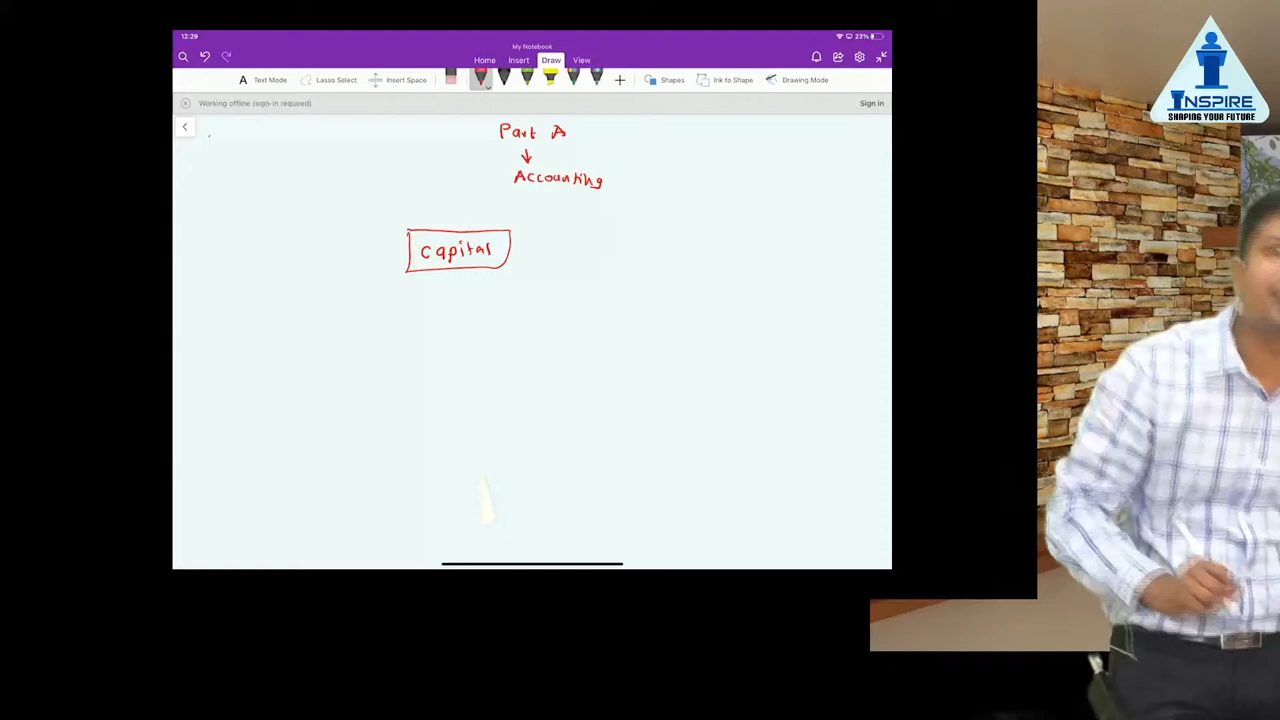 12:29
My Notebook
23%
Home Insert Draw View
Text Mode Lasso Select Insert Space Shapes Ink to Shape Drawing Mode
Working offline (sign-in required) Sign in
Part A
Accounting
capital
INSPIRE
SHAPING YOUR FUTURE